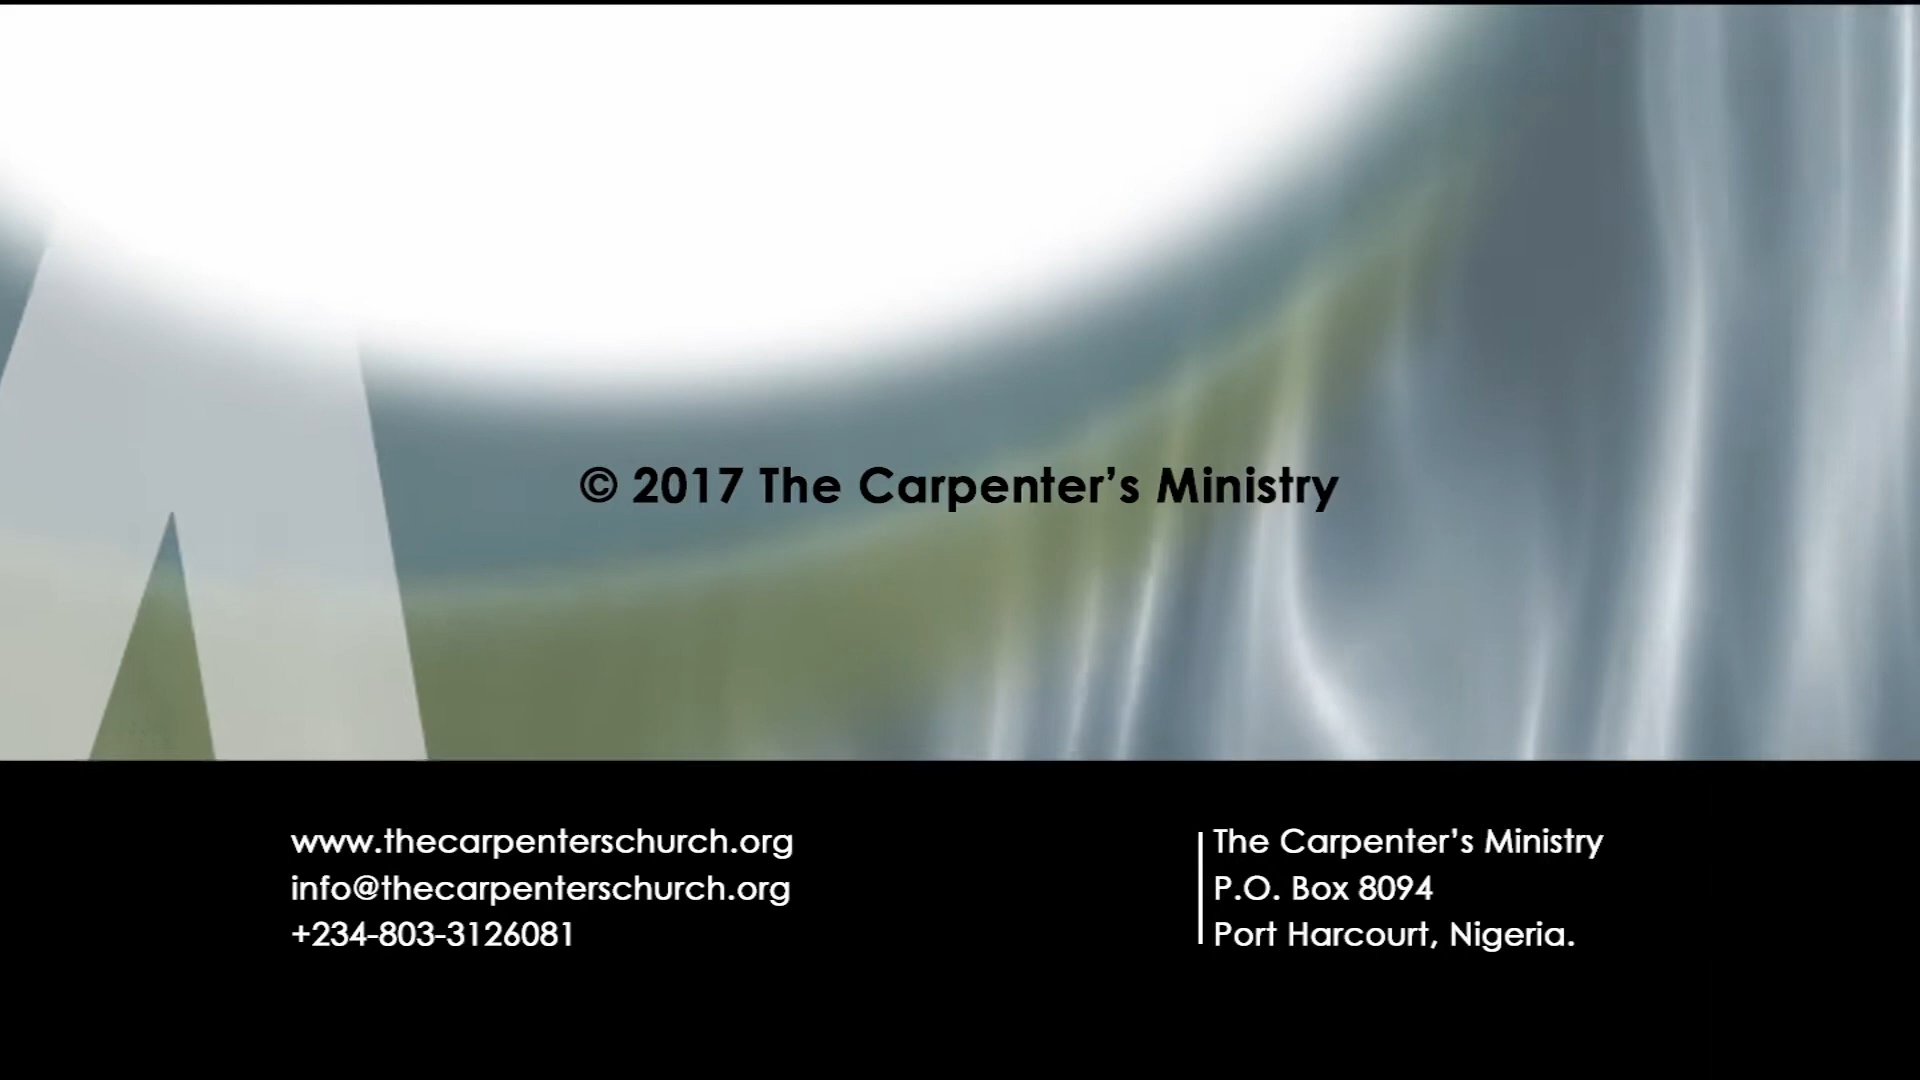 © 2017 The Carpenter’s Ministry
www.thecarpenterschurch.org
info@thecarpenterschurch.org
+234-803-3126081
The Carpenter’s Ministry
P.O. Box 8094
Port Harcourt, Nigeria.